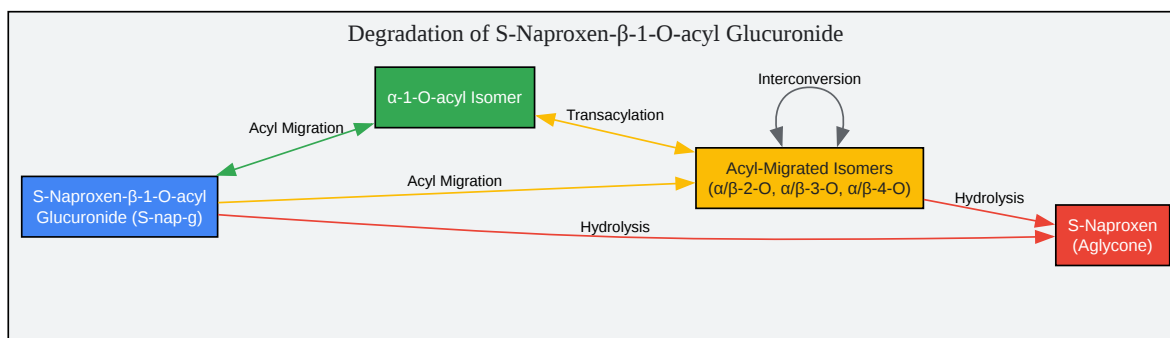 Degradation of S-Naproxen-β-1-O-acyl Glucuronide
Interconversion
α-1-O-acyl Isomer
Transacylation
Acyl Migration
Acyl-Migrated Isomers
(α/β-2-O, α/β-3-O, α/β-4-O)
Acyl Migration
S-Naproxen-β-1-O-acyl
Glucuronide (S-nap-g)
Hydrolysis
Hydrolysis
S-Naproxen
(Aglycone)